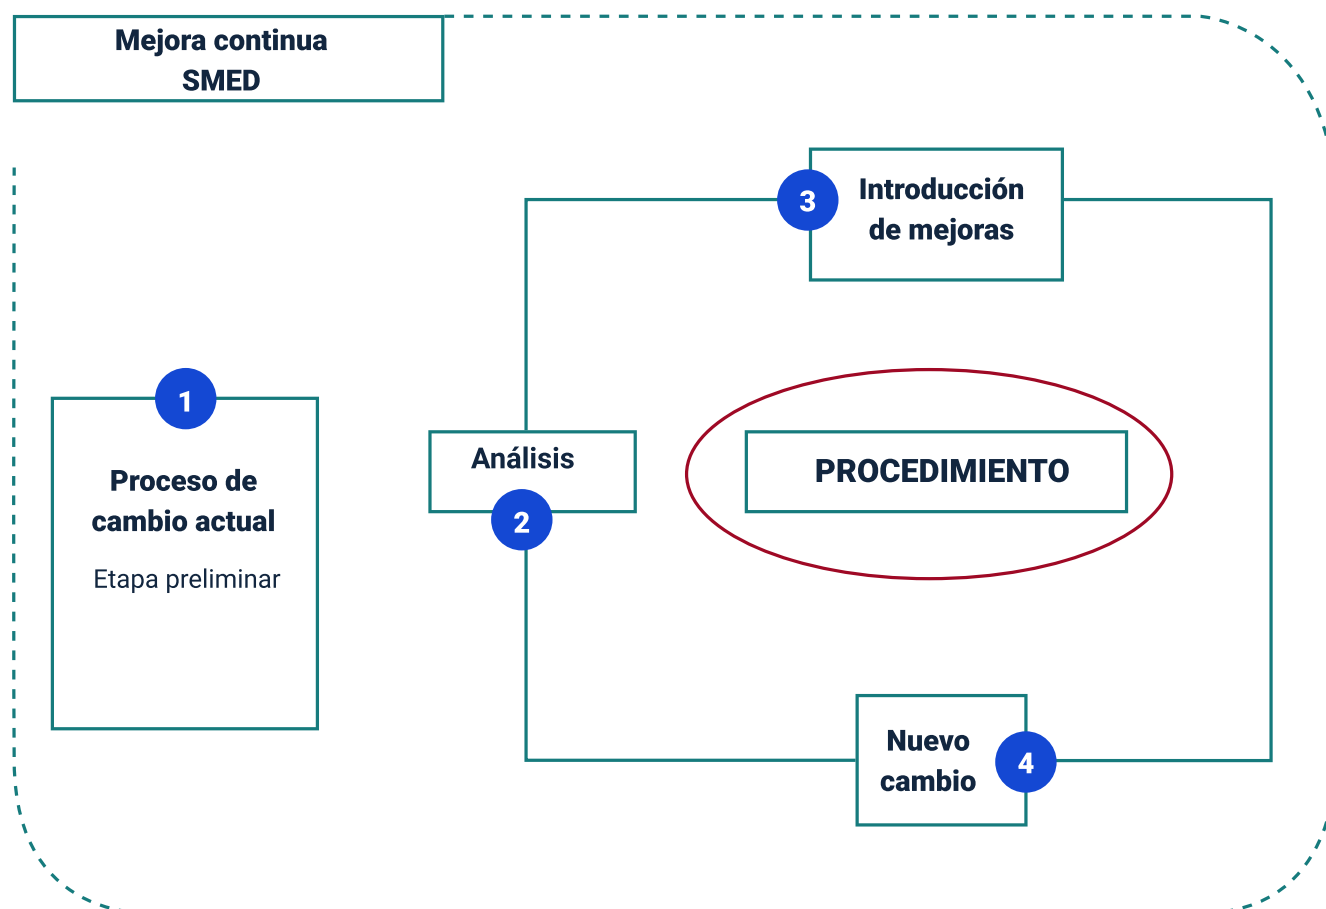 Mejora continua
SMED
3
Introducción
de mejoras
1
Proceso de
cambio actual
Etapa preliminar
Análisis
2
PROCEDIMIENTO
Nuevo
cambio
4